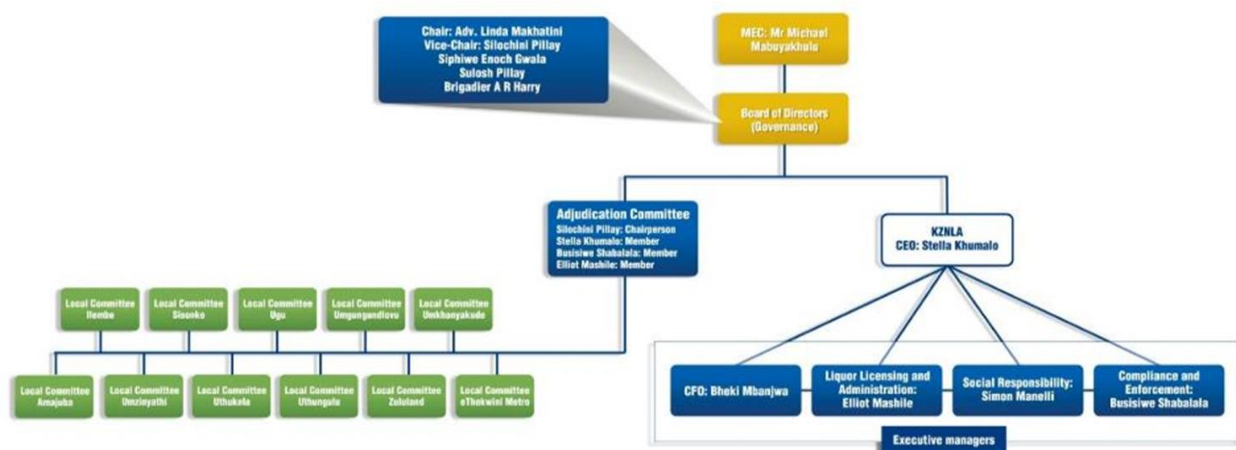 Chair: Adv. Linda Makhatini
Vice-Chair: Silochini Pillay
Siphiwe Enoch Gwala
Sulosh Pillay
Brigadier A R Harry
MEC: Mr Michael
Mabuyakhulu
Board of Directors
(Governance)
Adjudication Committee
Silochini Pillay: Chairperson
Stella Khumalo: Member
Busisiwe Shabalala: Member
Elliot Mashile: Member
KZNLA
CEO: Stella Khumalo
Local Committee
Ilembe
Local Committee
Sisonke
Local Committee
Ugu
Local Committee
Umgungundlovu
Local Committee
Umkhanyakude
Local Committee
Amajuba
Local Committee
Umzinyathi
Local Committee
Uthukela
Local Committee
Uthungulu
Local Committee
Zululand
Local Committee
eThekwini Metro
CFO: Bheki Mbanjwa
Liquor Licensing and
Administration:
Elliot Mashile
Social Responsibility:
Simon Manelli
Compliance and
Enforcement:
Busisiwe Shabalala
Executive managers